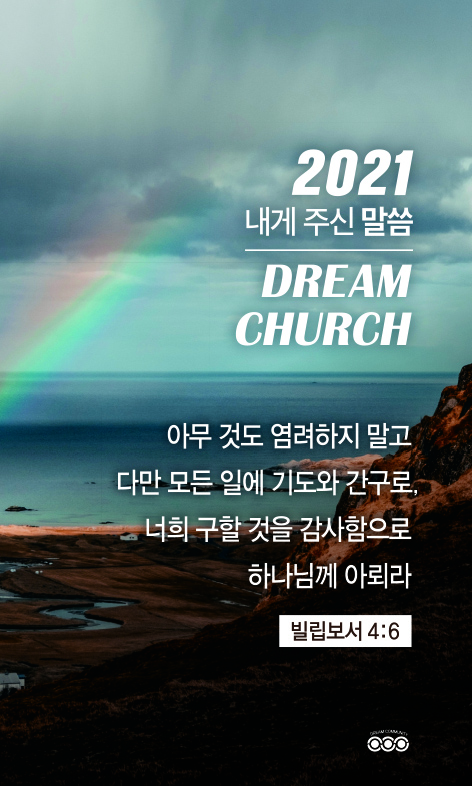 2021
내게 주신 말씀
DREAM
CHURCH
아무 것도 염려하지 말고
다만 모든 일에 기도와 간구로,
너희 구할 것을 감사함으로
하나님께 아뢰라
빌립보서 4:6
DREAM COMMUNITY